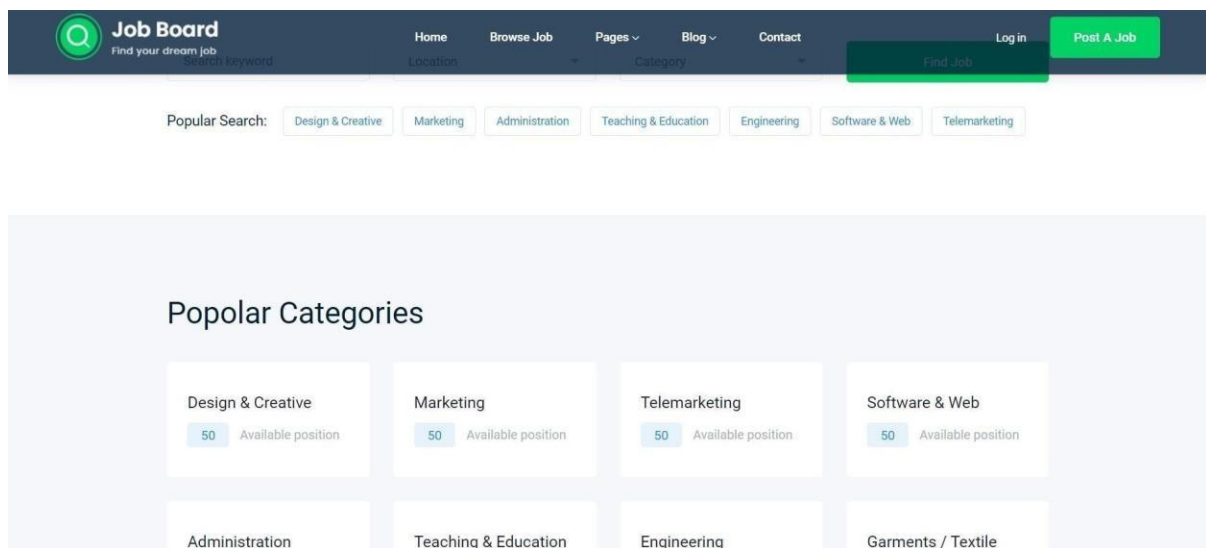 Job Board
Find your dream job
Home Browse Job Pages Blog Contact Log in Post A Job
Search keyword Location Category Find Job
Popular Search: Design & Creative Marketing Administration Teaching & Education Engineering Software & Web Telemarketing
Popolar Categories
Design & Creative Marketing Telemarketing Software & Web
50 Available position 50 Available position 50 Available position 50 Available position
Administration Teaching & Education Engineering Garments / Textile